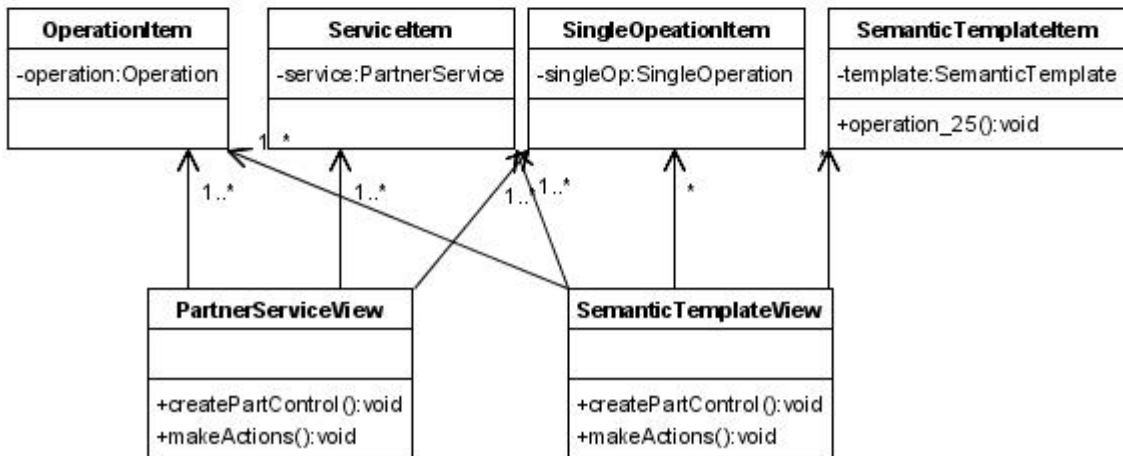 OperationItem
-operation:Operation
ServiceItem
-service:PartnerService
SingleOpeationItem
-singleOp:SingleOperation
SemanticTemplateItem
-template:SemanticTemplate
+operation_25():void
1..*
*
1..*
1..*
1..*
1..*
*
PartnerServiceView
+createPartControl():void
+makeActions():void
SemanticTemplateView
+createPartControl():void
+makeActions():void